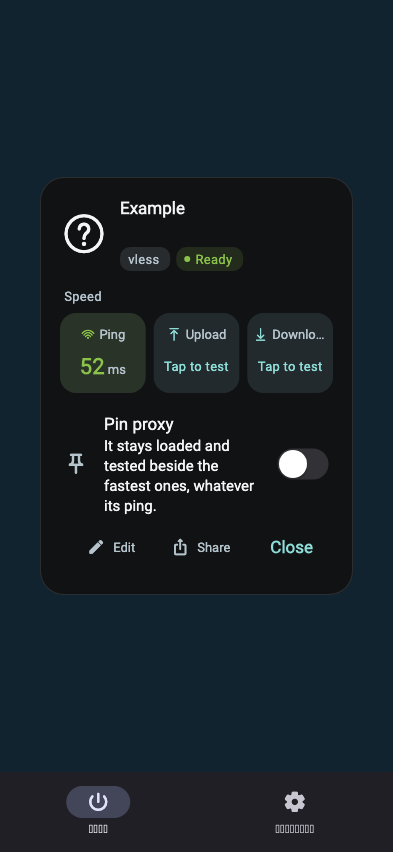 Example
vless
Ready
Speed
Ping
Upload
Downlo...
52 ms
Tap to test
Tap to test
Pin proxy
It stays loaded and
tested beside the
fastest ones, whatever
its ping.
Edit
Share
Close